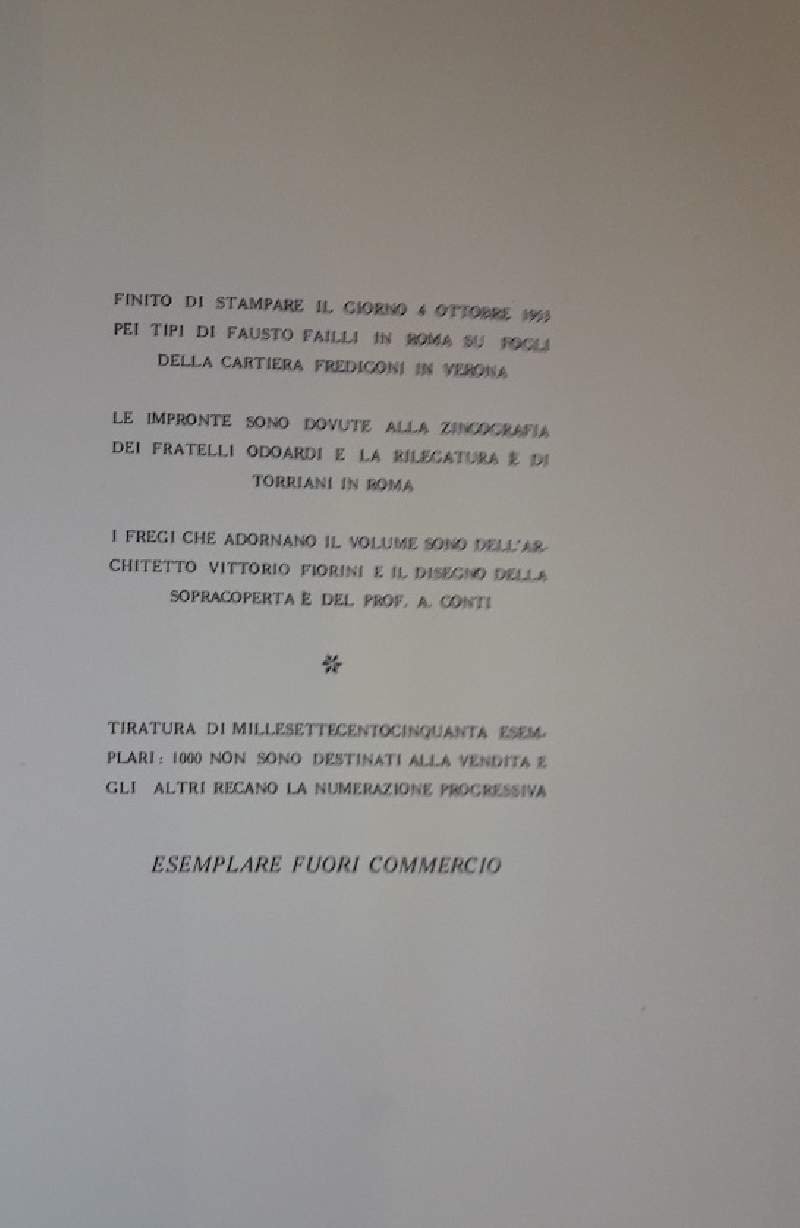 FINITO DI STAMPARE IL GIORNO 4 OTTOBRE
PEI TIPI DI FAUSTO FAILLI IN ROMA SU FOGLI
DELLA CARTIERA FREDIGONI IN VERONA
LE IMPRONTE SONO DOVUTE ALLA ZINCOGRAFIA
DEI FRATELLI ODOARDI E LA RILEGATURA È DI
TORRIANI IN ROMA
I FREGI CHE ADORNANO IL VOLUME SONO DELL'AR-
CHITETTO VITTORIO FIORINI E IL DISEGNO DELLA
SOPRACOPERTA È DEL PROF. A. CONTI
TIRATURA DI MILLESETTECENTOCINQUANTA ESEM-
PLARI: 1000 NON SONO DESTINATI ALLA VENDITA E
GLI ALTRI RECANO LA NUMERAZIONE PROGRESSIVA
ESEMPLARE FUORI COMMERCIO